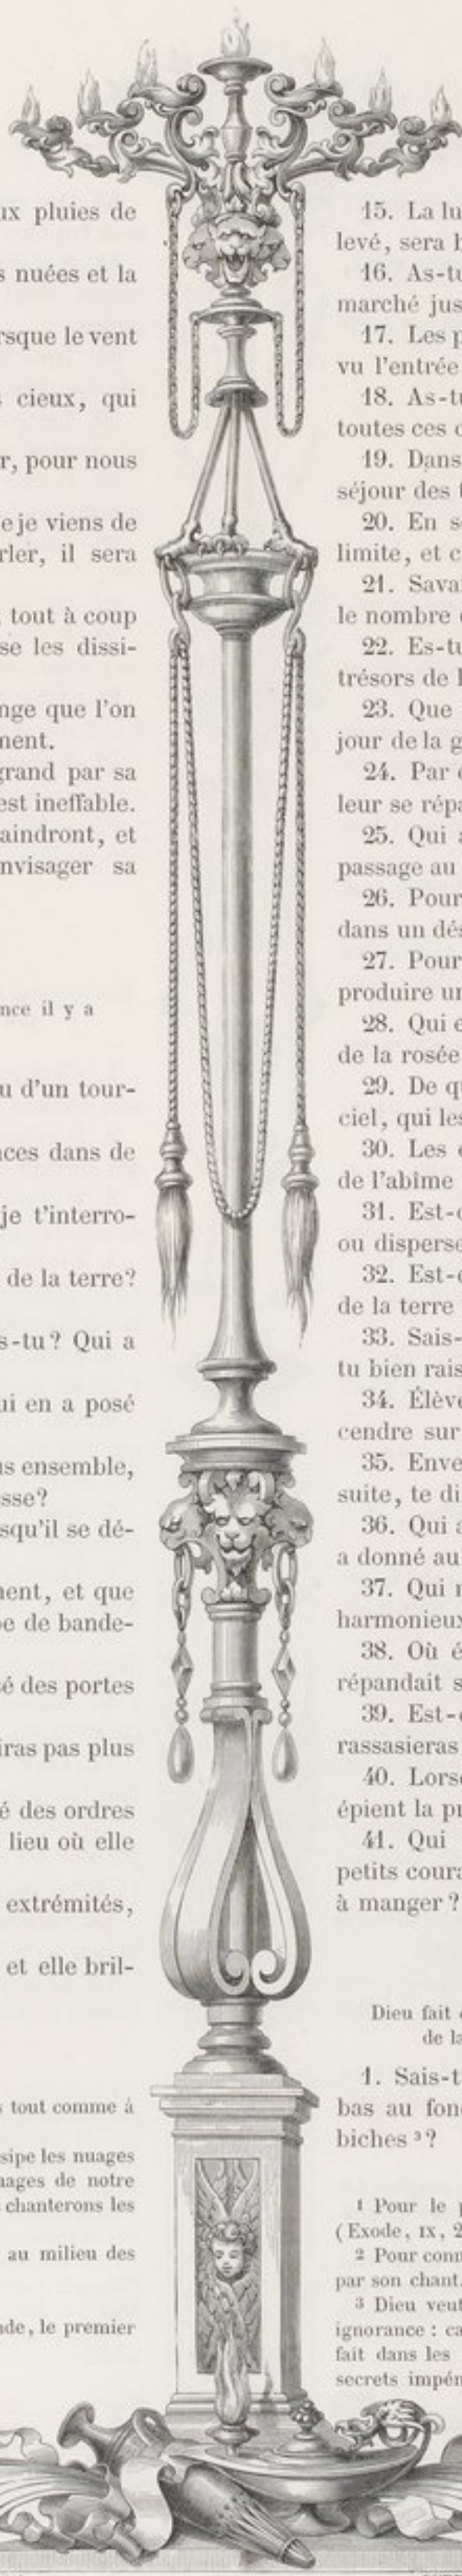 ux pluies de
s nuées et la
rsque le vent
cieux, qui
r, pour nous
e je viens de
rler, il sera
tout à coup
se les dissi-
nge que l'on
ment.
grand par sa
est ineffable.
aindront, et
nvisager sa
nce il y a
u d'un tour-
nces dans de
je t'interro-
de la terre?
s-tu? Qui a
ui en a posé
us ensemble,
sse?
squ'il se dé-
ment, et que
pe de bande-
sé des portes
iras pas plus
é des ordres
lieu où elle
extrémités,
et elle bril-
s tout comme à
sipe les nuages
uages de notre
chanterons les
au milieu des
nde, le premier
15. La lu
levé, sera b
16. As-tu
marché jus
17. Les p
vu l'entrée
18. As-tu
toutes ces c
19. Dans
séjour des t
20. En se
limite, et c
21. Sava
le nombre
22. Es-tu
trésors de l
23. Que
jour de la g
24. Par
leur se répa
25. Qui a
passage au
26. Pour
dans un dés
27. Pour
produire un
28. Qui e
de la rosée
29. De qu
ciel, qui les
30. Les e
de l'abîme
31. Est-c
ou disperse
32. Est-c
de la terre
33. Sais-
tu bien rais
34. Élève
cendre sur
35. Enve
suite, te di
36. Qui a
a donné au
37. Qui r
harmonieux
38. Où é
répandait s
39. Est-c
rassasieras
40. Lorsq
épient la pr
41. Qui
petits coura
à manger?
Dieu fait
de la
1. Sais-t
bas au fond
biches ³?
1 Pour le p
(Exode, IX, 2
2 Pour conn
par son chant.
3 Dieu veut
ignorance : ca
fait dans les
secrets impén